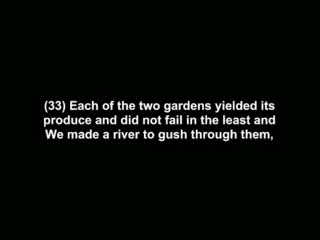 (33) Each of the two gardens yielded its
produce and did not fail in the least and
We made a river to gush through them,